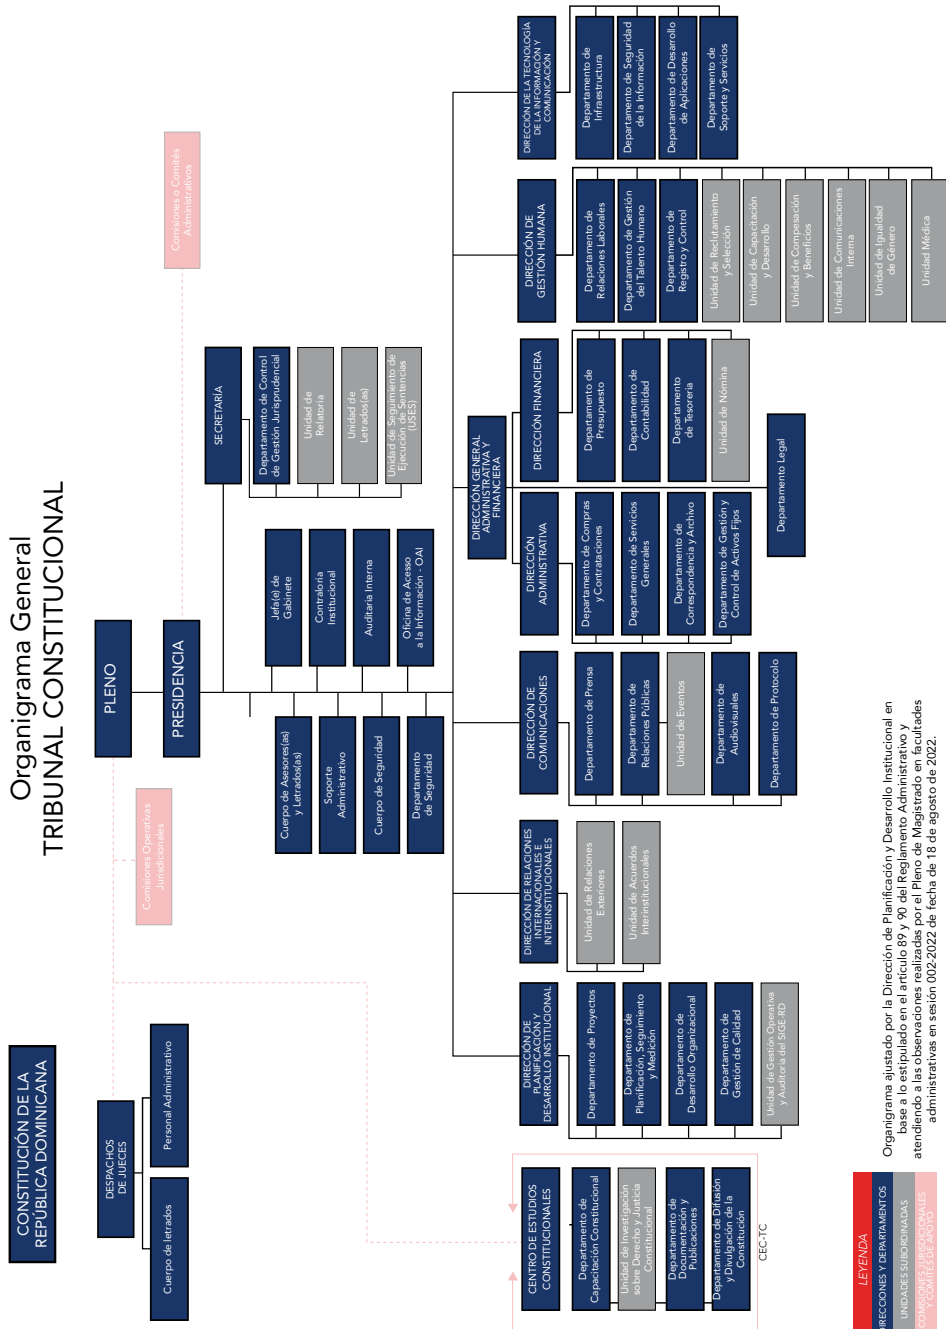 Organigrama General
TRIBUNAL CONSTITUCIONAL
CONSTITUCIÓN DE LA
REPÚBLICA DOMINICANA
PLENO
PRESIDENCIA
Comisiones Operativas
Jurisdicionales
Comisiones o Comités
Administrativos
DESPACHOS
DE JUECES
Cuerpo de letrados
Personal Administrativo
SECRETARÍA
Departamento de Control
de Gestión Jurisprudencial
Unidad de
Relatoria
Unidad de
Letrados(as)
Unidad de Seguimiento de
Ejecución de Sentencias
(USES)
Cuerpo de Asesores(as)
y Letrados(as)
Soporte
Administrativo
Cuerpo de Seguridad
Departamento
de Seguridad
Jefa(e) de
Gabinete
Contraloría
Institucional
Auditaria Interna
Oficina de Acceso
a la Información - OAI
CENTRO DE ESTUDIOS
CONSTITUCIONALES
Departamento de
Capacitación Constitucional
Unidad de Investigación
sobre Derecho y Justicia
Constitucional
Departamento de
Documentación y
Publicaciones
Departamento de Difusión
y Divulgación de la
Constitución
CEC-TC
DIRECCIÓN DE
PLANIFICACIÓN Y
DESARROLLO INSTITUCIONAL
Departamento de Proyectos
Departamento de
Planificación, Seguimiento
y Medición
Departamento de
Desarrollo Organizacional
Departamento de
Gestión de Calidad
Unidad de Gestión Operativa
y Auditoria del SIGE-RD
DIRECCIÓN DE RELACIONES
INTERNACIONALES E
INTERINSTITUCIONALES
Unidad de Relaciones
Exteriores
Unidad de Acuerdos
Interinstitucionales
DIRECCIÓN DE
COMUNICACIONES
Departamento de Prensa
Departamento de
Relaciones Públicas
Unidad de Eventos
Departamento de
Audiovisuales
Departamento de Protocolo
DIRECCIÓN GENERAL
ADMINISTRATIVA Y
FINANCIERA
DIRECCIÓN
ADMINISTRATIVA
Departamento de Compras
y Contrataciones
Departamento de Servicios
Generales
Departamento de
Correspondencia y Archivo
Departamento de Gestión y
Control de Activos Fijos
DIRECCIÓN FINANCIERA
Departamento de
Presupuesto
Departamento de
Contabilidad
Departamento
de Tesoreria
Unidad de Nómina
Departamento Legal
DIRECCIÓN DE
GESTIÓN HUMANA
Departamento de
Relaciones Laborales
Departamento de Gestión
del Talento Humano
Departamento de
Registro y Control
Unidad de Reclutamiento
y Selección
Unidad de Capacitación
y Desarrollo
Unidad de Compesación
y Beneficios
Unidad de Comunicaciones
Interna
Unidad de Igualdad
de Género
Unidad Médica
DIRECCIÓN DE LA TECNOLOGÍA
DE LA INFORMACIÓN Y
COMUNICACIÓN
Departamento de
Infraestructura
Departamento de Seguridad
de la Información
Departamento de Desarrollo
de Aplicaciones
Departamento de
Soporte y Servicios
LEYENDA
DIRECCIONES Y DEPARTAMENTOS
UNIDADES SUBORDINADAS
COMISIONES JURISDICIONALES
Y COMITÉS DE APOYO
Organigrama ajustado por la Dirección de Planificación y Desarrollo Institucional en
base a lo estipulado en el artículo 89 y 90 del Reglamento Administrativo y
atendiendo a las observaciones realizadas por el Pleno de Magistrado en facultades
administrativas en sesión 002-2022 de fecha de 18 de agosto de 2022.